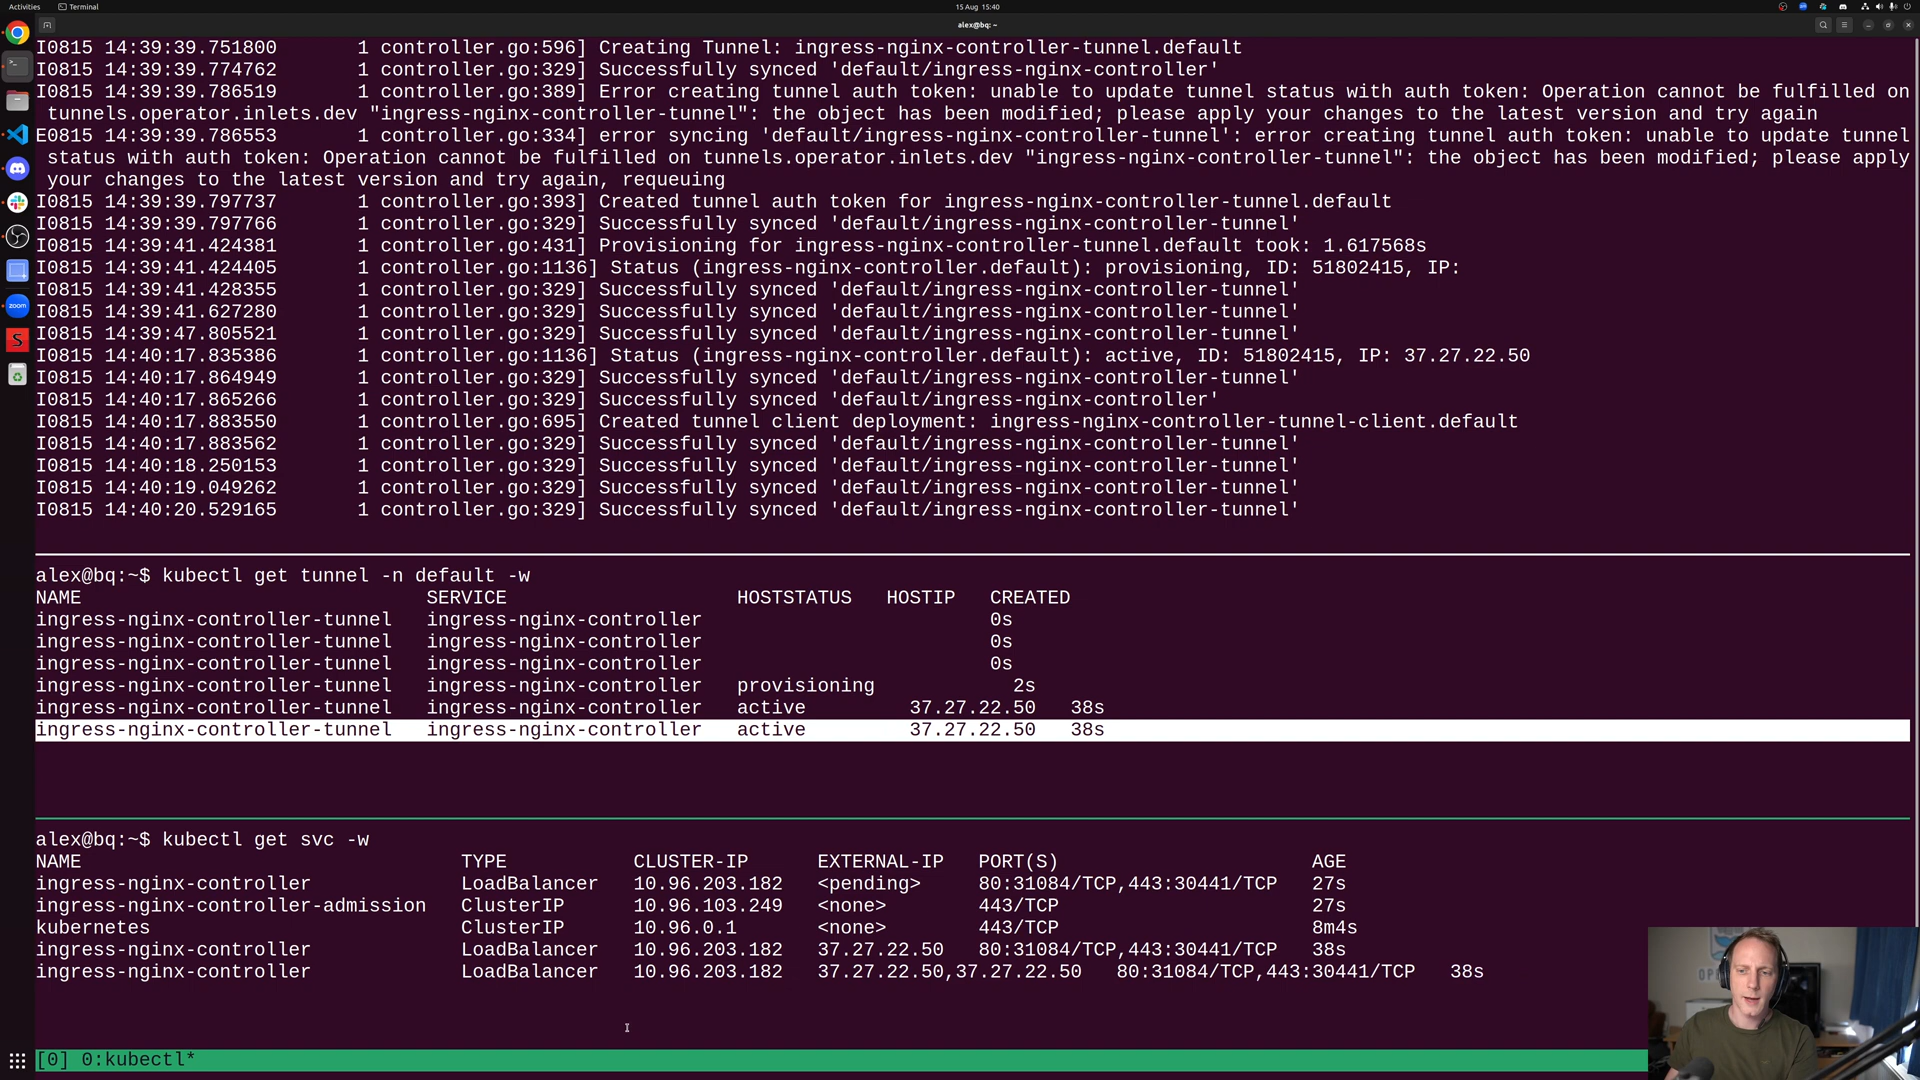 Activities
Terminal
15 Aug 15:40
alex@bq: ~
I0815 14:39:39.751800 1 controller.go:596] Creating Tunnel: ingress-nginx-controller-tunnel.default
I0815 14:39:39.774762 1 controller.go:329] Successfully synced 'default/ingress-nginx-controller'
I0815 14:39:39.786519 1 controller.go:389] Error creating tunnel auth token: unable to update tunnel status with auth token: Operation cannot be fulfilled on
tunnels.operator.inlets.dev "ingress-nginx-controller-tunnel": the object has been modified; please apply your changes to the latest version and try again
E0815 14:39:39.786553 1 controller.go:334] error syncing 'default/ingress-nginx-controller-tunnel': error creating tunnel auth token: unable to update tunnel
status with auth token: Operation cannot be fulfilled on tunnels.operator.inlets.dev "ingress-nginx-controller-tunnel": the object has been modified; please apply
your changes to the latest version and try again, requeuing
I0815 14:39:39.797737 1 controller.go:393] Created tunnel auth token for ingress-nginx-controller-tunnel.default
I0815 14:39:39.797766 1 controller.go:329] Successfully synced 'default/ingress-nginx-controller-tunnel'
I0815 14:39:41.424381 1 controller.go:431] Provisioning for ingress-nginx-controller-tunnel.default took: 1.617568s
I0815 14:39:41.424405 1 controller.go:1136] Status (ingress-nginx-controller.default): provisioning, ID: 51802415, IP:
I0815 14:39:41.428355 1 controller.go:329] Successfully synced 'default/ingress-nginx-controller-tunnel'
I0815 14:39:41.627280 1 controller.go:329] Successfully synced 'default/ingress-nginx-controller-tunnel'
I0815 14:39:47.805521 1 controller.go:329] Successfully synced 'default/ingress-nginx-controller-tunnel'
I0815 14:40:17.835386 1 controller.go:1136] Status (ingress-nginx-controller.default): active, ID: 51802415, IP: 37.27.22.50
I0815 14:40:17.864949 1 controller.go:329] Successfully synced 'default/ingress-nginx-controller-tunnel'
I0815 14:40:17.865266 1 controller.go:329] Successfully synced 'default/ingress-nginx-controller'
I0815 14:40:17.883550 1 controller.go:695] Created tunnel client deployment: ingress-nginx-controller-tunnel-client.default
I0815 14:40:17.883562 1 controller.go:329] Successfully synced 'default/ingress-nginx-controller-tunnel'
I0815 14:40:18.250153 1 controller.go:329] Successfully synced 'default/ingress-nginx-controller-tunnel'
I0815 14:40:19.049262 1 controller.go:329] Successfully synced 'default/ingress-nginx-controller-tunnel'
I0815 14:40:20.529165 1 controller.go:329] Successfully synced 'default/ingress-nginx-controller-tunnel'
zoom
alex@bq:~$ kubectl get tunnel -n default -w
NAME SERVICE HOSTSTATUS HOSTIP CREATED
ingress-nginx-controller-tunnel ingress-nginx-controller 0s
ingress-nginx-controller-tunnel ingress-nginx-controller 0s
ingress-nginx-controller-tunnel ingress-nginx-controller 0s
ingress-nginx-controller-tunnel ingress-nginx-controller provisioning 2s
ingress-nginx-controller-tunnel ingress-nginx-controller active 37.27.22.50 38s
ingress-nginx-controller-tunnel ingress-nginx-controller active 37.27.22.50 38s
alex@bq:~$ kubectl get svc -w
NAME TYPE CLUSTER-IP EXTERNAL-IP PORT(S) AGE
ingress-nginx-controller LoadBalancer 10.96.203.182 <pending> 80:31084/TCP,443:30441/TCP 27s
ingress-nginx-controller-admission ClusterIP 10.96.103.249 <none> 443/TCP 27s
kubernetes ClusterIP 10.96.0.1 <none> 443/TCP 8m4s
ingress-nginx-controller LoadBalancer 10.96.203.182 37.27.22.50 80:31084/TCP,443:30441/TCP 38s
ingress-nginx-controller LoadBalancer 10.96.203.182 37.27.22.50,37.27.22.50 80:31084/TCP,443:30441/TCP 38s
[0] 0:kubectl*